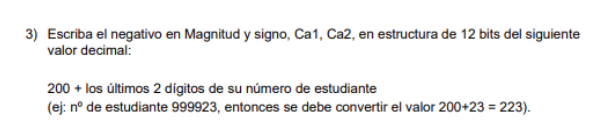 3) Escriba el negativo en Magnitud y signo, Ca1, Ca2, en estructura de 12 bits del siguiente
valor decimal:
200 + los últimos 2 dígitos de su número de estudiante
(ej: nº de estudiante 999923, entonces se debe convertir el valor 200+23 = 223).